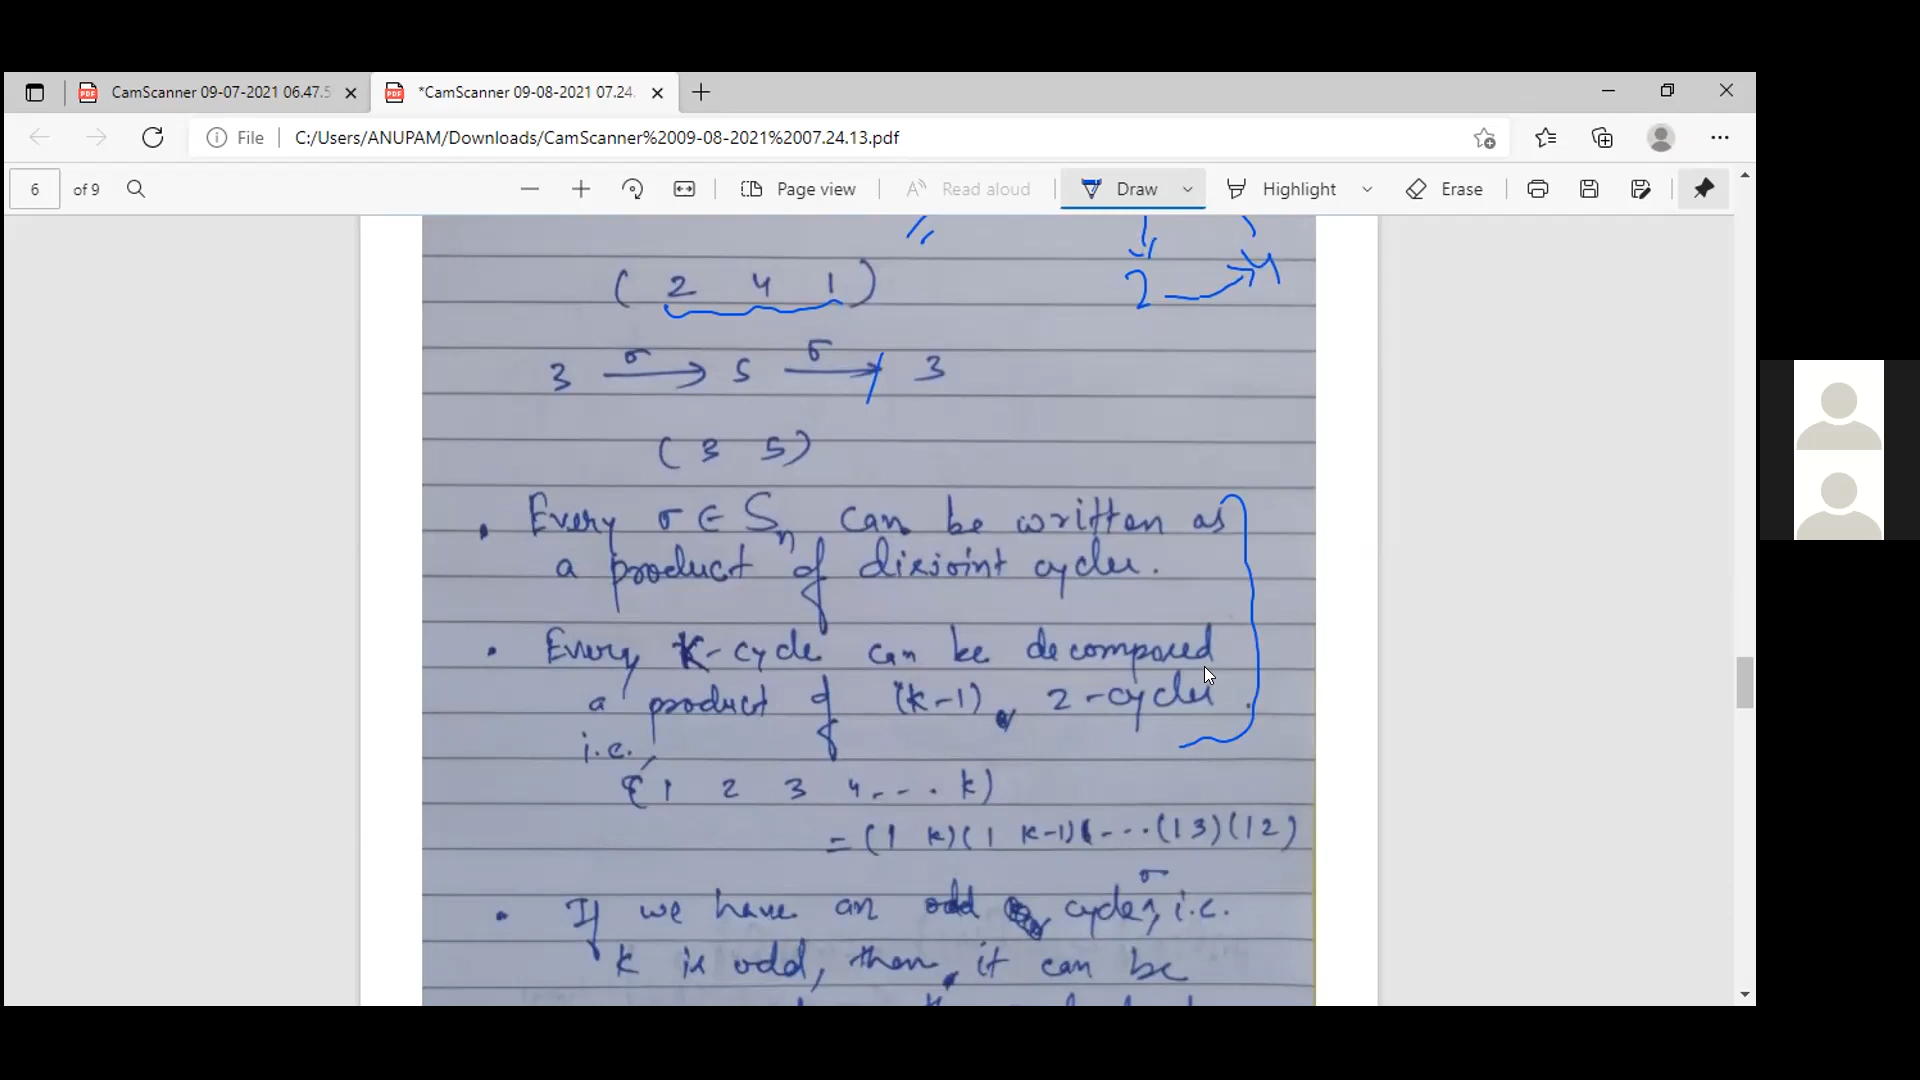 CamScanner 09-07-2021 06.47.5
*CamScanner 09-08-2021 07.24.
File
C:/Users/ANUPAM/Downloads/CamScanner%2009-08-2021%2007.24.13.pdf
6 of 9
Page view
Read aloud
Draw
Highlight
Erase
2 → 4
( 2 4 1 )
3 σ→ 5 σ→ 3
( 3 5 )
• Every σ ∈ Sn can be written as
a product of disjoint cycles.
• Every K-cycle can be decomposed
a product of (k-1), 2-cycles.
i.e.
( 1 2 3 4 - - . k)
= (1 k)(1 k-1)( - . . . (1 3)(1 2)
• If we have an odd cycle, σ i.e.
k is odd, then, it can be